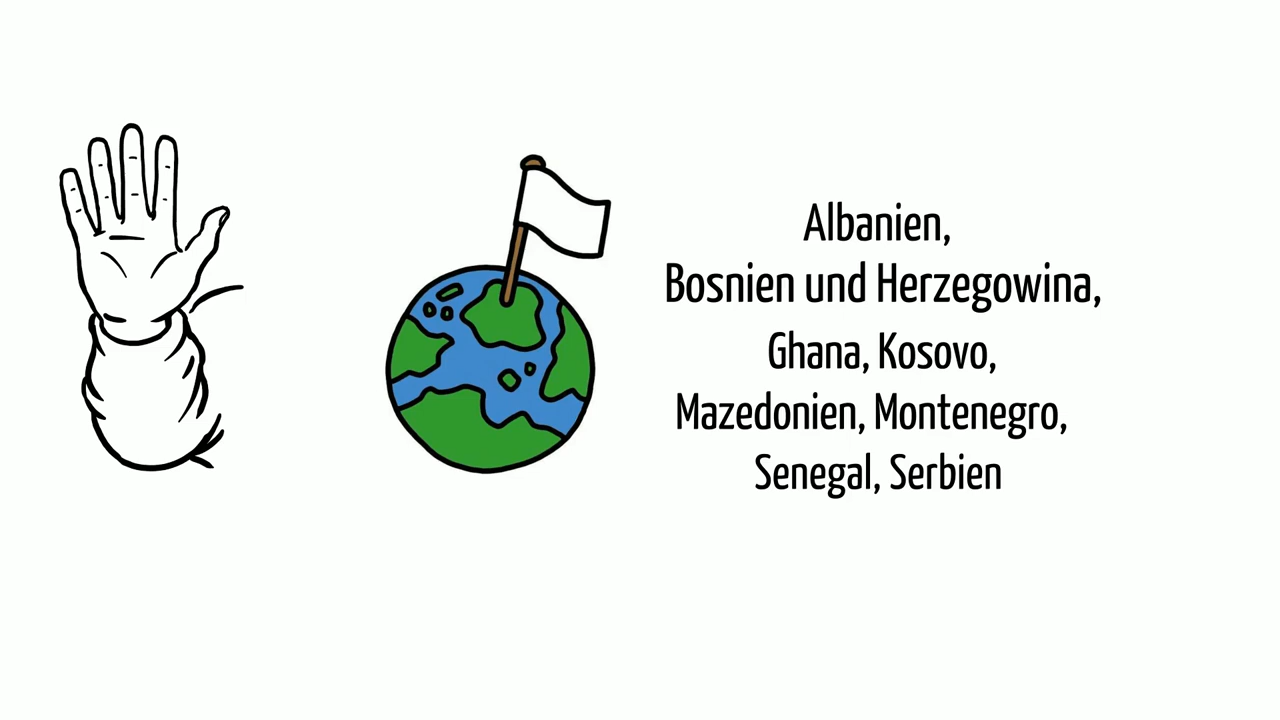 Albanien,
Bosnien und Herzegowina,
Ghana, Kosovo,
Mazedonien, Montenegro,
Senegal, Serbien